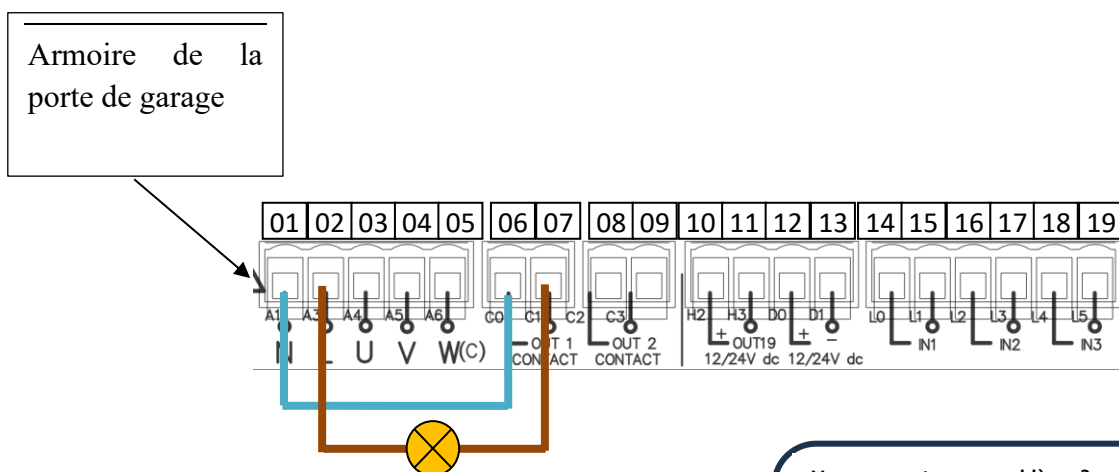 Armoire de la
porte de garage
01 02 03 04 05 06 07 08 09 10 11 12 13 14 15 16 17 18 19
A1 A3 A4 A5 A6 C0 C1 C2 C3 H2 H3 D0 D1 L0 L1 L2 L3 L4 L5
N L U V W(C) OUT 1 CONTACT OUT 2 CONTACT + OUT19 12/24V dc + - 12/24V dc IN1 IN2 IN3